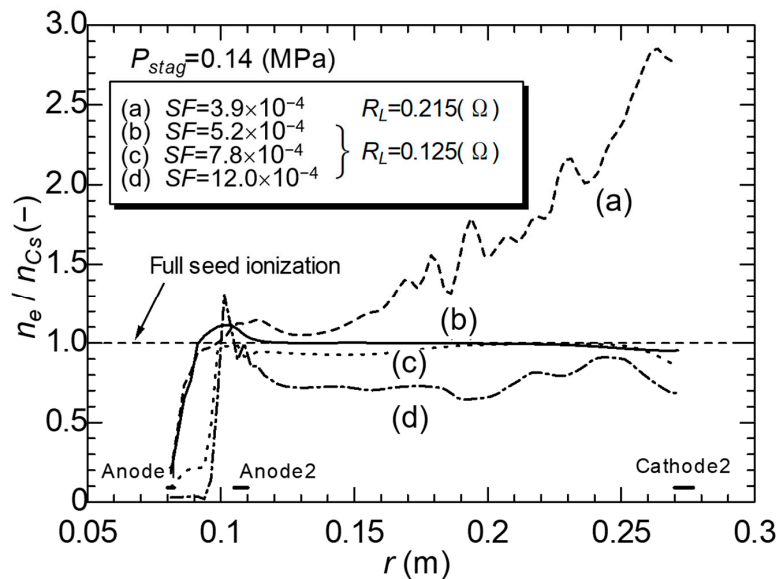 3.0
P_stag=0.14 (MPa)
(a) SF=3.9×10⁻⁴ R_L=0.215( Ω )
(b) SF=5.2×10⁻⁴
(c) SF=7.8×10⁻⁴ R_L=0.125( Ω )
(d) SF=12.0×10⁻⁴
2.5
2.0
(a)
n_e / n_Cs(-)
1.5
Full seed ionization
(b)
1.0
(c)
(d)
0.5
Anode
Anode2
Cathode2
0
0.05 0.1 0.15 0.2 0.25 0.3
r (m)